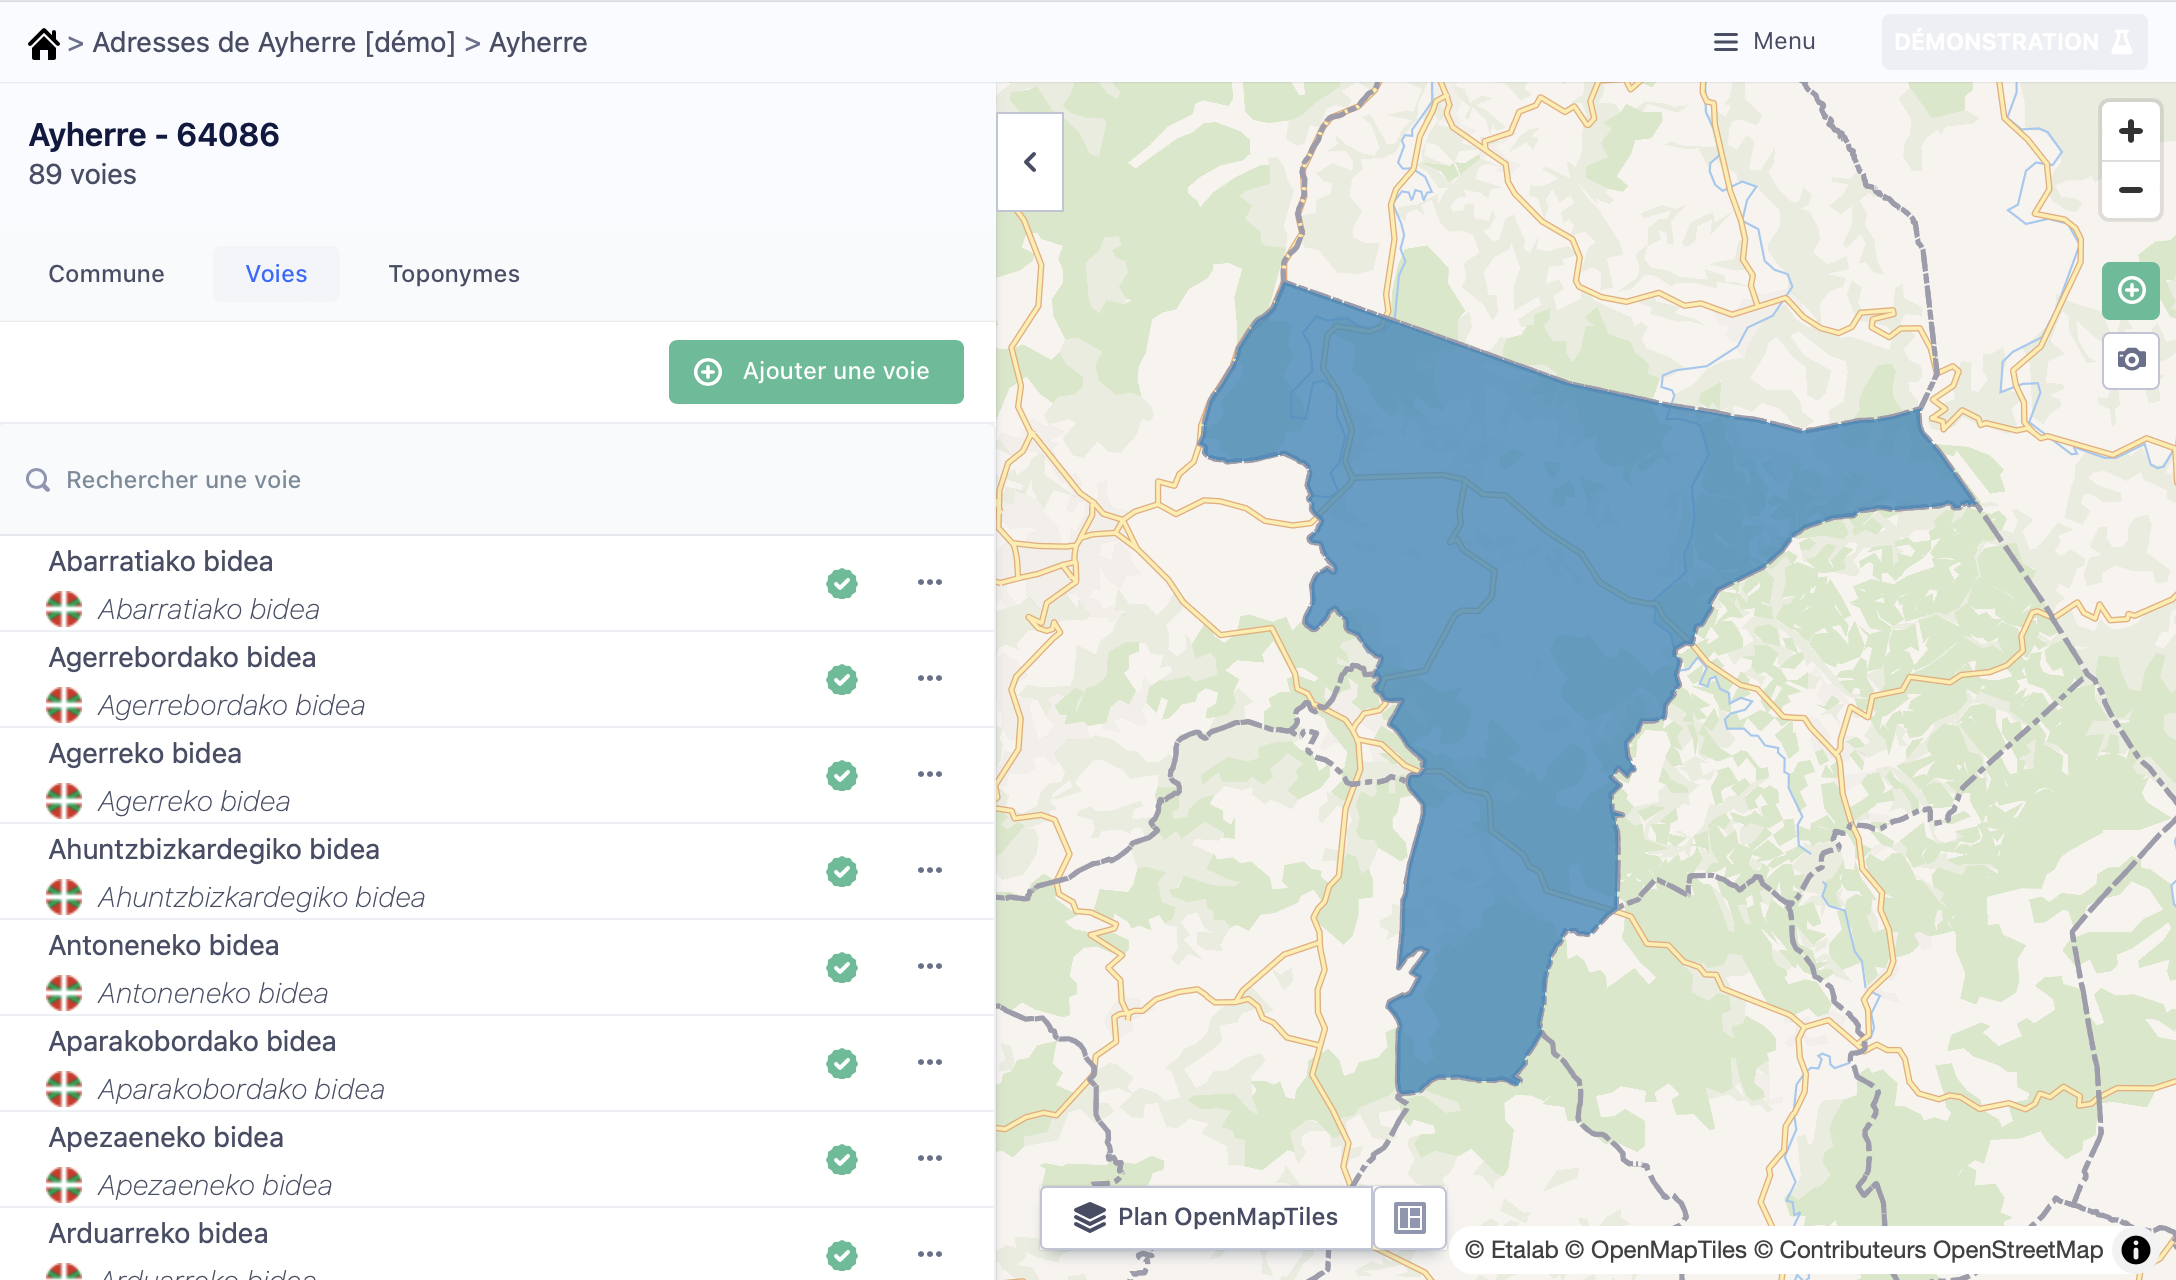 > Adresses de Ayherre [démo] > Ayherre
Menu
DÉMONSTRATION
Ayherre - 64086
89 voies
Commune
Voies
Toponymes
Ajouter une voie
Rechercher une voie
Abarratiako bidea
Abarratiako bidea
Agerrebordako bidea
Agerrebordako bidea
Agerreko bidea
Agerreko bidea
Ahuntzbizkardegiko bidea
Ahuntzbizkardegiko bidea
Antoneneko bidea
Antoneneko bidea
Aparakobordako bidea
Aparakobordako bidea
Apezaeneko bidea
Apezaeneko bidea
Arduarreko bidea
Arduarreko bidea
Plan OpenMapTiles
© Etalab © OpenMapTiles © Contributeurs OpenStreetMap